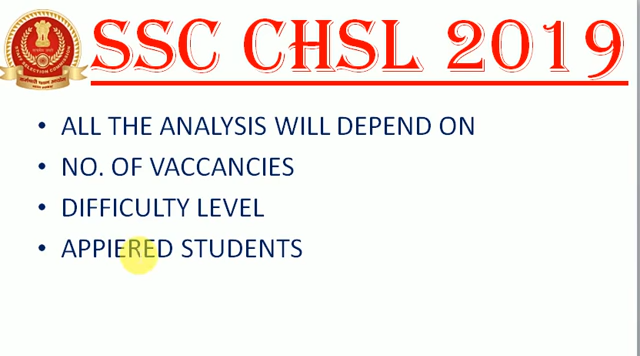 SSC CHSL 2019
• ALL THE ANALYSIS WILL DEPEND ON
• NO. OF VACCANCIES
• DIFFICULTY LEVEL
• APPIERED STUDENTS